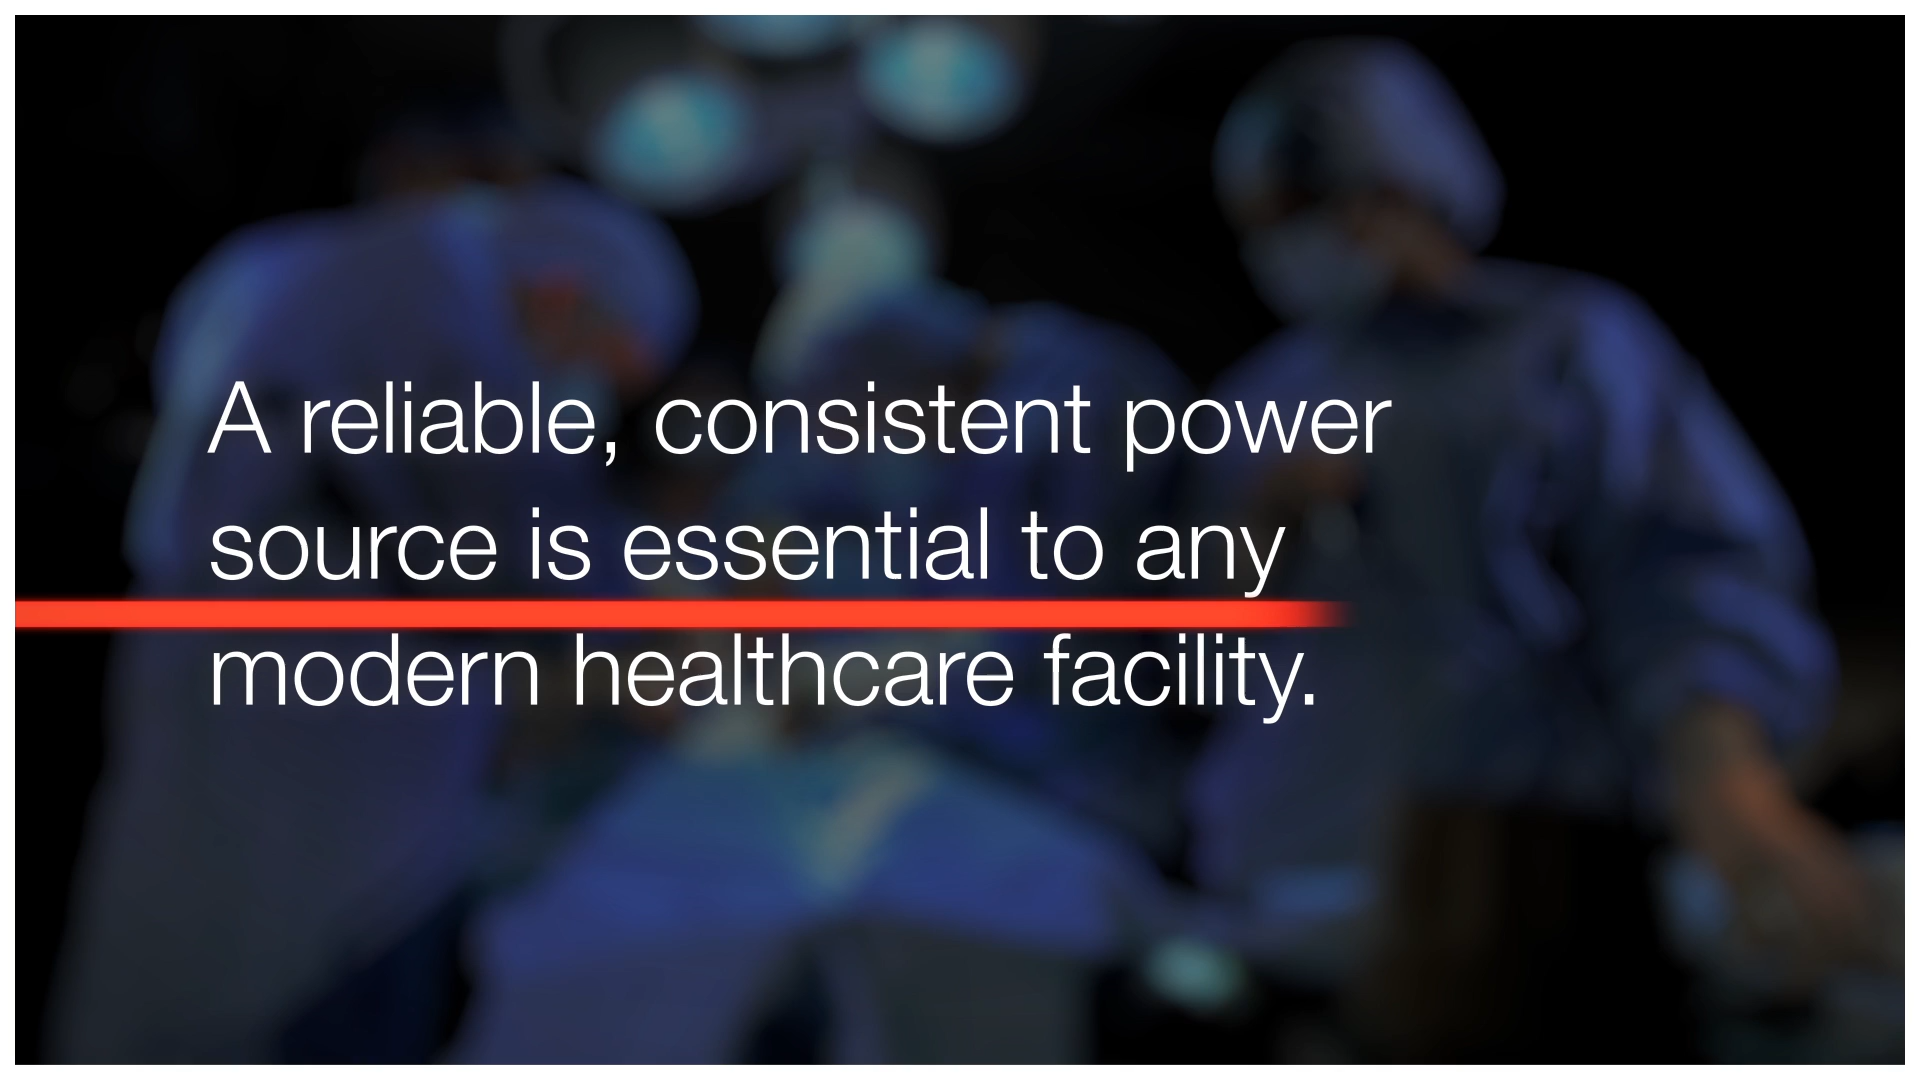 A reliable, consistent power
source is essential to any
modern healthcare facility.